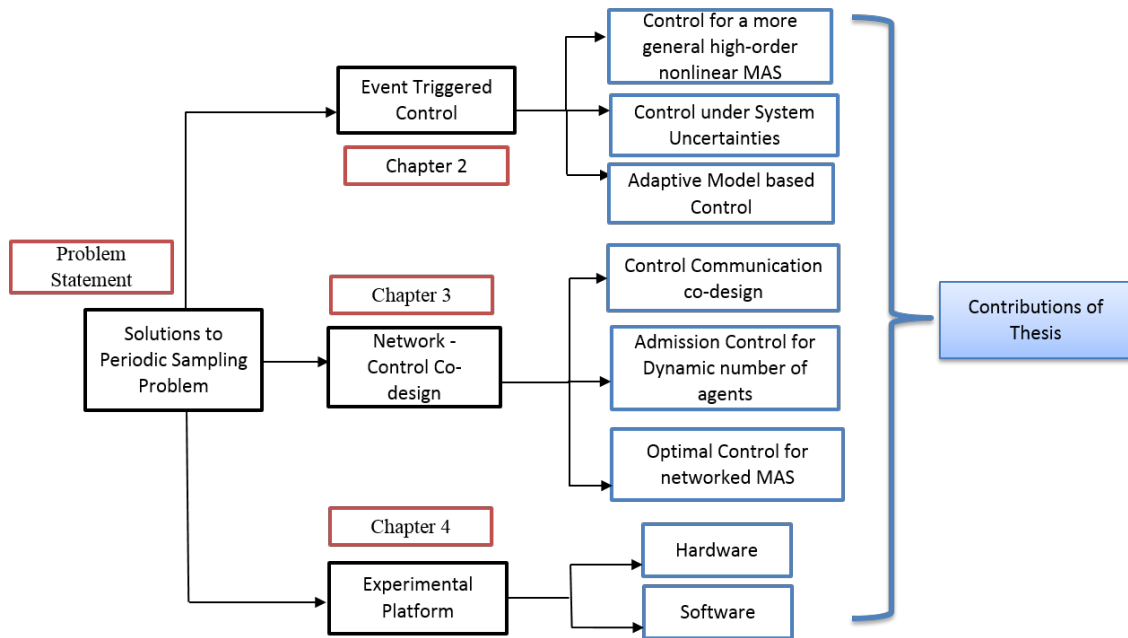 Problem
Statement
Solutions to
Periodic Sampling
Problem
Event Triggered
Control
Chapter 2
Control for a more
general high-order
nonlinear MAS
Control under System
Uncertainties
Adaptive Model based
Control
Chapter 3
Network -
Control Co-
design
Control Communication
co-design
Admission Control for
Dynamic number of
agents
Optimal Control for
networked MAS
Chapter 4
Experimental
Platform
Hardware
Software
Contributions of
Thesis